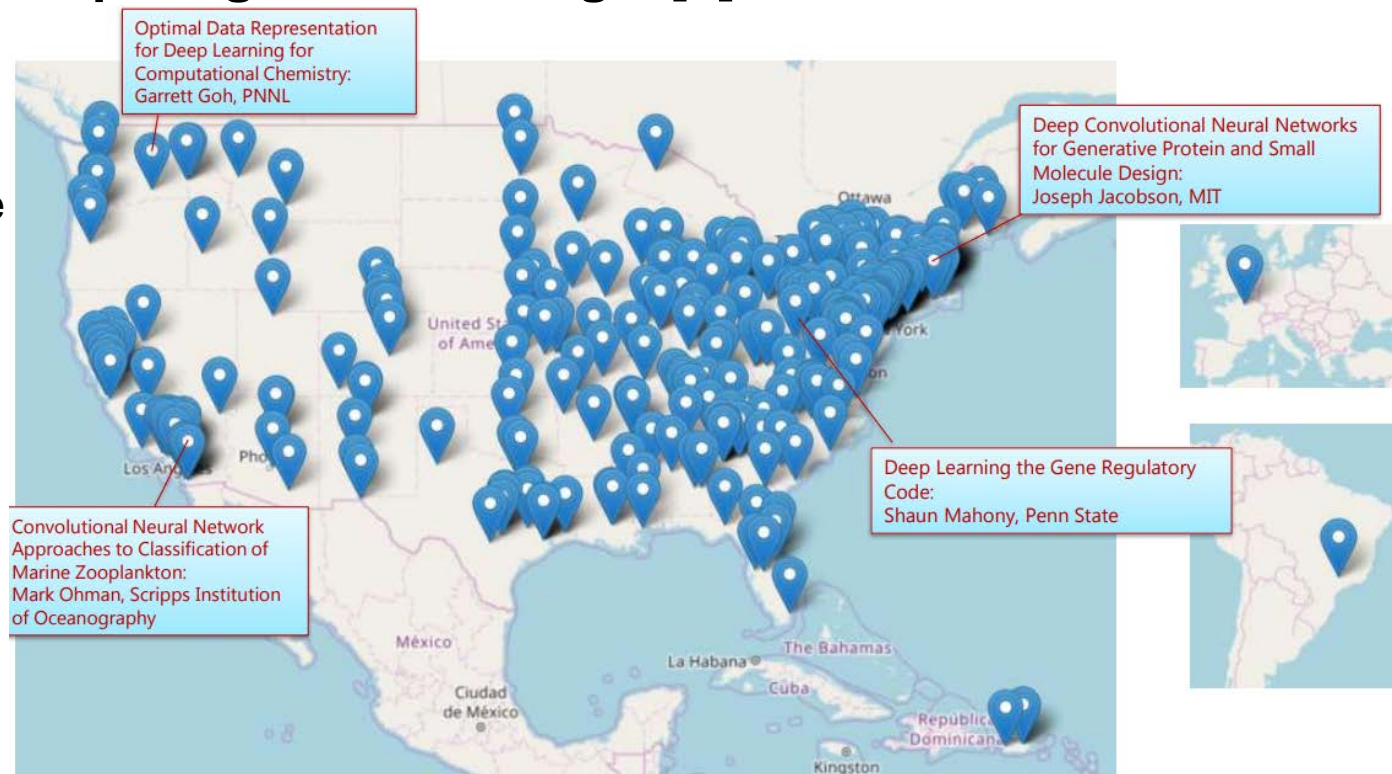 Optimal Data Representation
for Deep Learning for
Computational Chemistry:
Garrett Goh, PNNL
Deep Convolutional Neural Networks
for Generative Protein and Small
Molecule Design:
Joseph Jacobson, MIT
e
Ottawa
United St
of Ame
York
on
Los Ang s
Pho
Deep Learning the Gene Regulatory
Code:
Shaun Mahony, Penn State
Convolutional Neural Network
Approaches to Classification of
Marine Zooplankton:
Mark Ohman, Scripps Institution
of Oceanography
México
La Habana
The Bahamas
Cuba
Ciudad
de México
República
Dominicana
Kingston